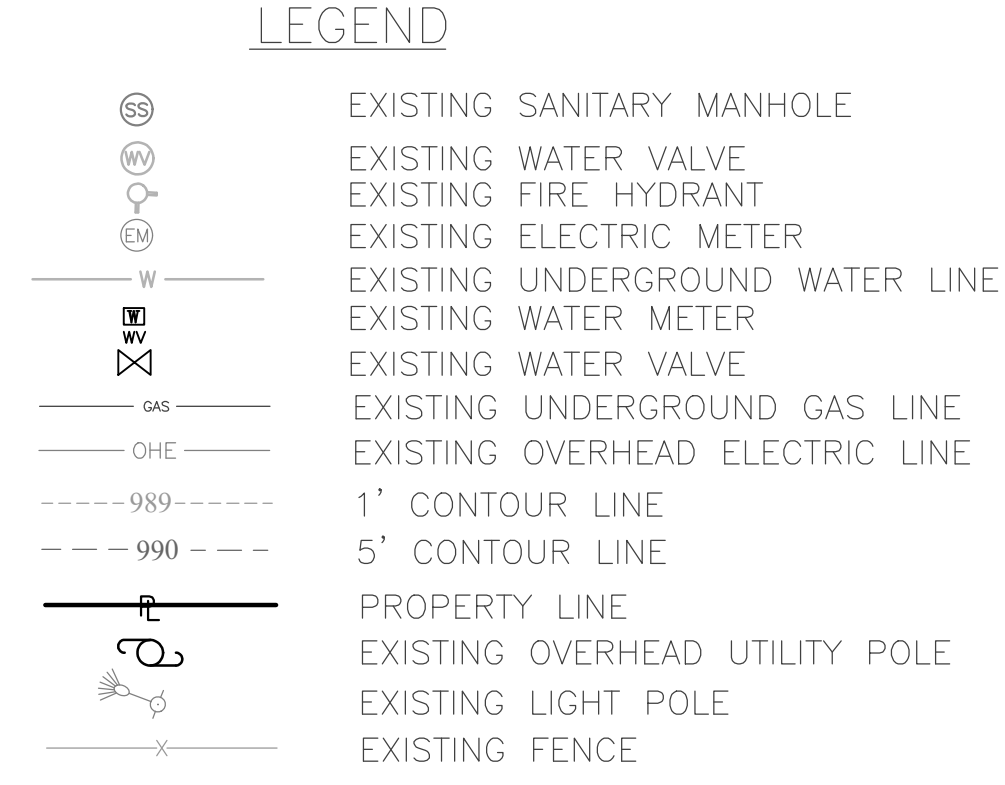 LEGEND
SS EXISTING SANITARY MANHOLE
WV EXISTING WATER VALVE
EXISTING FIRE HYDRANT
EM EXISTING ELECTRIC METER
W EXISTING UNDERGROUND WATER LINE
W EXISTING WATER METER
WV EXISTING WATER VALVE
GAS EXISTING UNDERGROUND GAS LINE
OHE EXISTING OVERHEAD ELECTRIC LINE
989 1' CONTOUR LINE
990 5' CONTOUR LINE
PL PROPERTY LINE
EXISTING OVERHEAD UTILITY POLE
EXISTING LIGHT POLE
X EXISTING FENCE